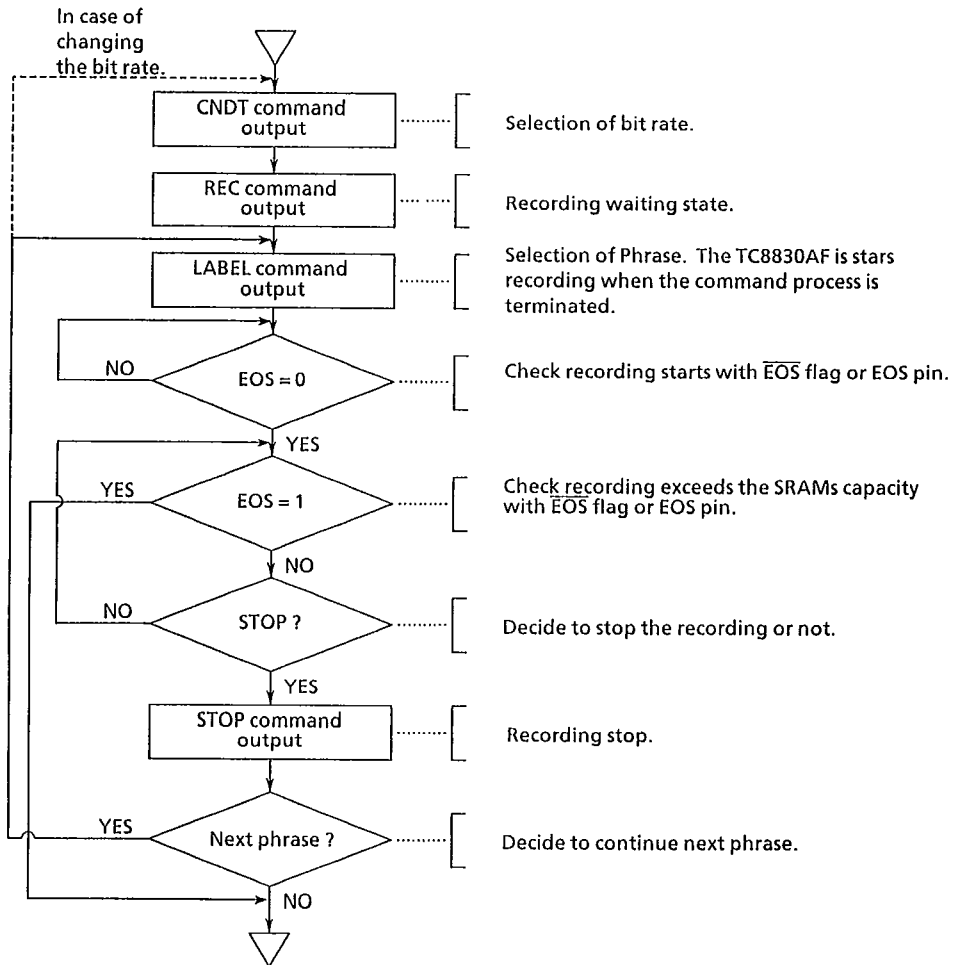 In case of
changing
the bit rate.
CNDT command
output
Selection of bit rate.
REC command
output
Recording waiting state.
LABEL command
output
Selection of Phrase. The TC8830AF is stars
recording when the command process is
terminated.
NO
EOS = 0
Check recording starts with E̅O̅S̅ flag or EOS pin.
YES
YES
EOS = 1
Check recording exceeds the SRAMs capacity
with E̅O̅S̅ flag or EOS pin.
NO
NO
STOP ?
Decide to stop the recording or not.
YES
STOP command
output
Recording stop.
YES
Next phrase ?
Decide to continue next phrase.
NO